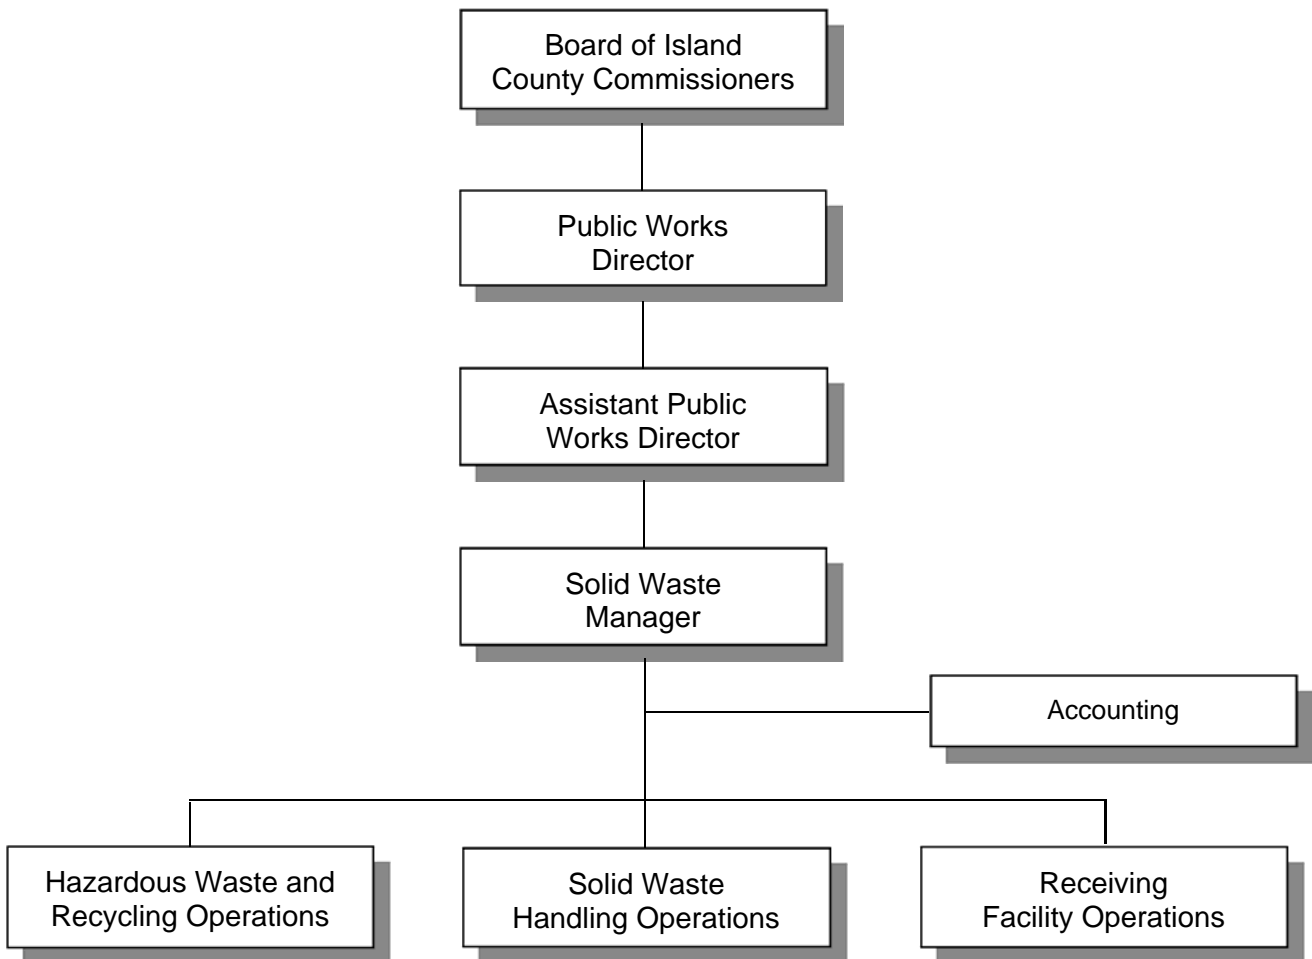 Board of Island
County Commissioners
Public Works
Director
Assistant Public
Works Director
Solid Waste
Manager
Accounting
Hazardous Waste and
Recycling Operations
Solid Waste
Handling Operations
Receiving
Facility Operations